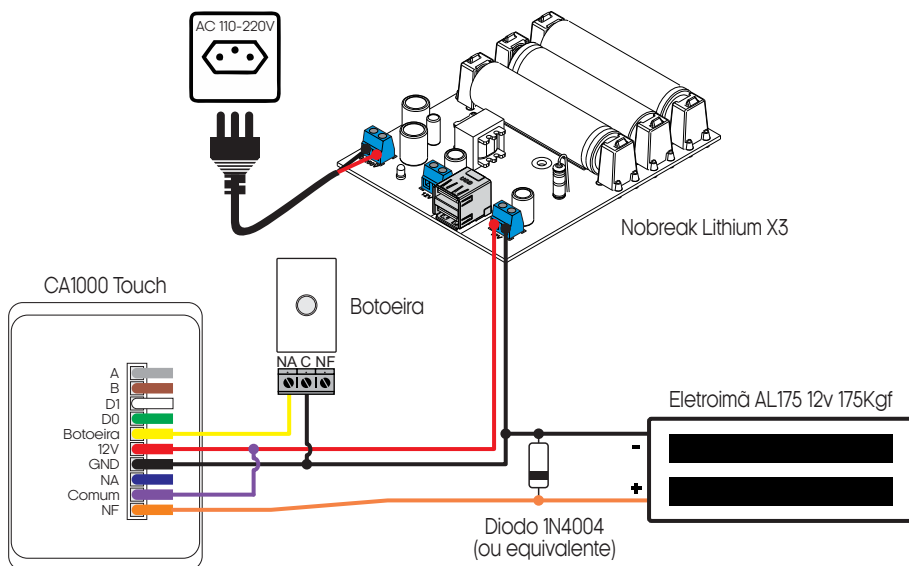 AC 110-220V
Nobreak Lithium X3
CA1000 Touch
Botoeira
NA C NF
A
B
D1
D0
Botoeira
12V
GND
NA
Comum
NF
Eletroimã AL175 12v 175Kgf
-
+
Diodo 1N4004
(ou equivalente)